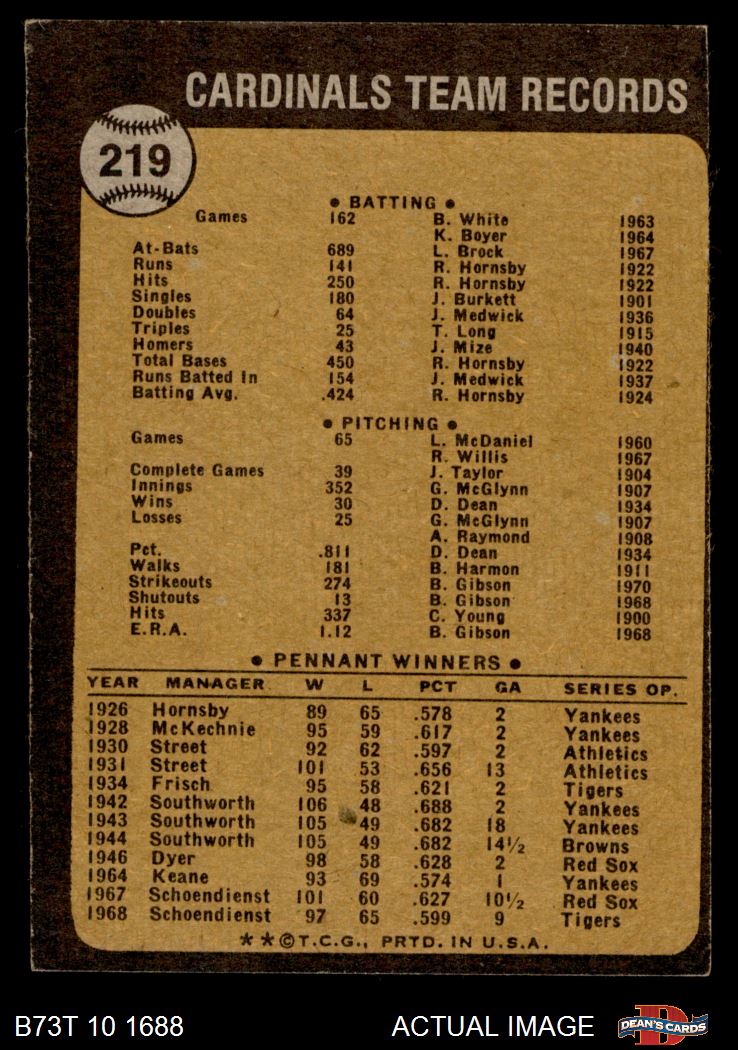 CARDINALS TEAM RECORDS
219
• BATTING •
Games 162 B. White 1963
K. Boyer 1964
At-Bats 689 L. Brock 1967
Runs 141 R. Hornsby 1922
Hits 250 R. Hornsby 1922
Singles 180 J. Burkett 1901
Doubles 64 J. Medwick 1936
Triples 25 T. Long 1915
Homers 43 J. Mize 1940
Total Bases 450 R. Hornsby 1922
Runs Batted In 154 J. Medwick 1937
Batting Avg. .424 R. Hornsby 1924
• PITCHING •
Games 65 L. McDaniel 1960
R. Willis 1967
Complete Games 39 J. Taylor 1904
Innings 352 G. McGlynn 1907
Wins 30 D. Dean 1934
Losses 25 G. McGlynn 1907
A. Raymond 1908
Pct. .811 D. Dean 1934
Walks 181 B. Harmon 1911
Strikeouts 274 B. Gibson 1970
Shutouts 13 B. Gibson 1968
Hits 337 C. Young 1900
E.R.A. 1.12 B. Gibson 1968
• PENNANT WINNERS •
YEAR MANAGER W L PCT GA SERIES OP.
1926 Hornsby 89 65 .578 2 Yankees
1928 McKechnie 95 59 .617 2 Yankees
1930 Street 92 62 .597 2 Athletics
1931 Street 101 53 .656 13 Athletics
1934 Frisch 95 58 .621 2 Tigers
1942 Southworth 106 48 .688 2 Yankees
1943 Southworth 105 49 .682 18 Yankees
1944 Southworth 105 49 .682 14½ Browns
1946 Dyer 98 58 .628 2 Red Sox
1964 Keane 93 69 .574 1 Yankees
1967 Schoendienst 101 60 .627 10½ Red Sox
1968 Schoendienst 97 65 .599 9 Tigers
**©T.C.G., PRTD. IN U.S.A.
B73T 10 1688 ACTUAL IMAGE DEAN'S CARDS